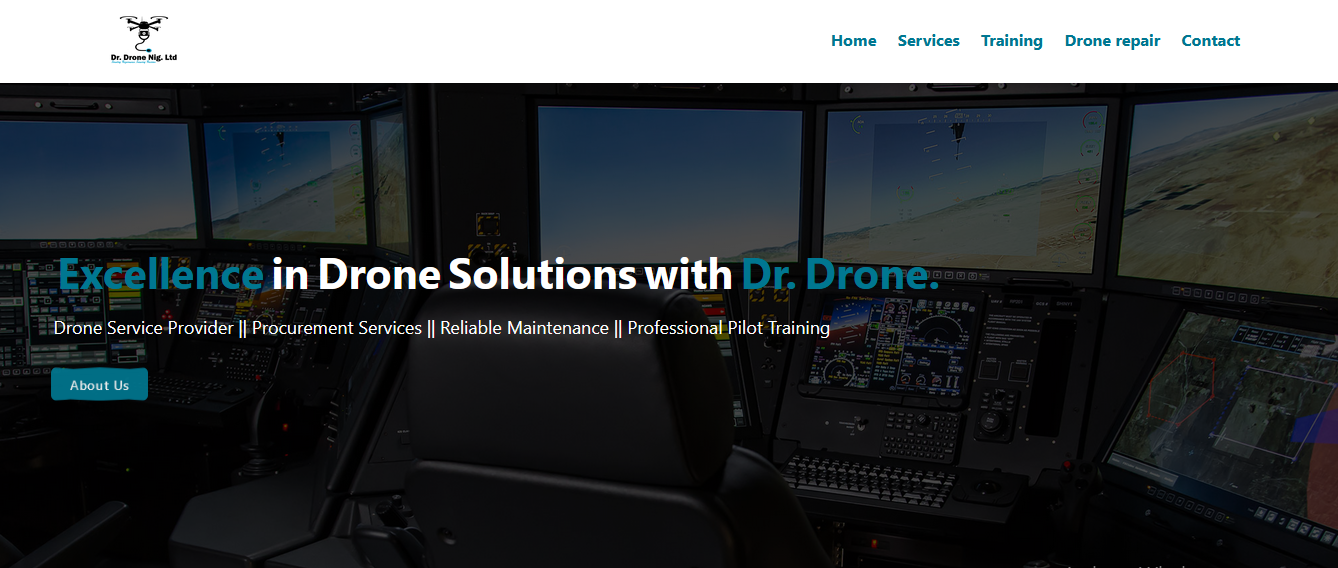 Dr. Drone Nig. Ltd
Home Services Training Drone repair Contact
Excellence in Drone Solutions with Dr. Drone.
Drone Service Provider || Procurement Services || Reliable Maintenance || Professional Pilot Training
About Us